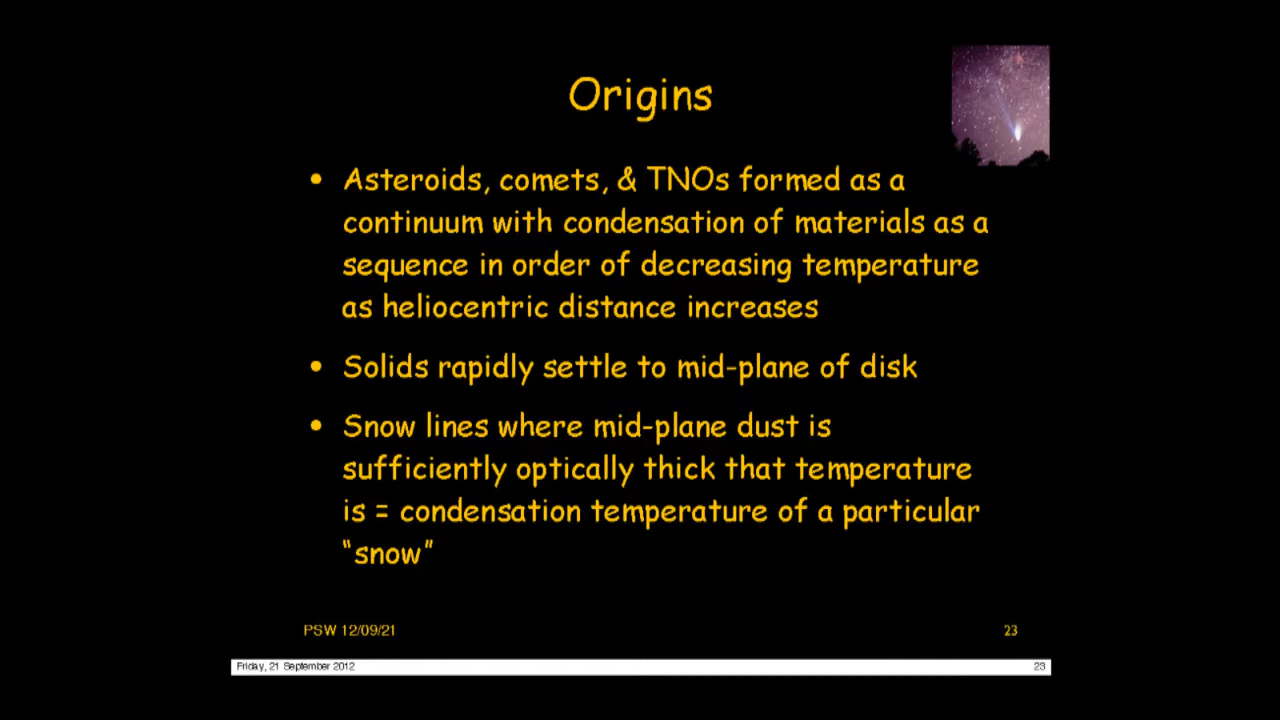 Origins
• Asteroids, comets, & TNOs formed as a
continuum with condensation of materials as a
sequence in order of decreasing temperature
as heliocentric distance increases
• Solids rapidly settle to mid-plane of disk
• Snow lines where mid-plane dust is
sufficiently optically thick that temperature
is = condensation temperature of a particular
“snow”
PSW 12/09/21 23
Friday, 21 September 2012 23